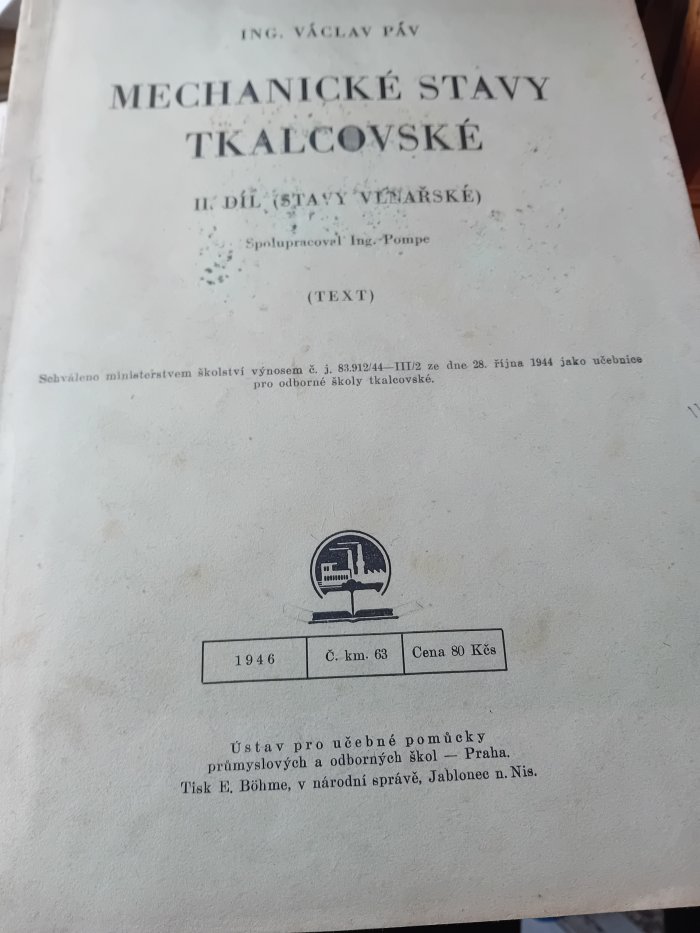 ING. VÁCLAV PÁV
MECHANICKÉ STAVY
TKALCOVSKÉ
II. DÍL (STAVY VLNAŘSKÉ)
Spolupracoval Ing. Pompe
(TEXT)
Schváleno ministerstvem školství výnosem č. j. 83.912/44—III/2 ze dne 28. října 1944 jako učebnice
pro odborné školy tkalcovské.
1946 Č. km. 63 Cena 80 Kčs
Ústav pro učebné pomůcky
průmyslových a odborných škol — Praha.
Tisk E. Böhme, v národní správě, Jablonec n. Nis.